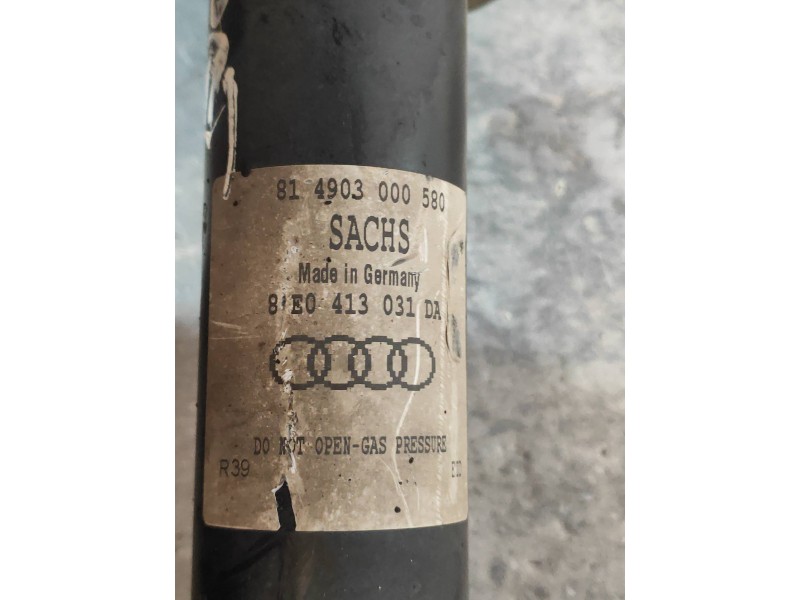 81 4903 000 580
SACHS
Made in Germany
8E0 413 031 DA
DO NOT OPEN-GAS PRESSURE
R39